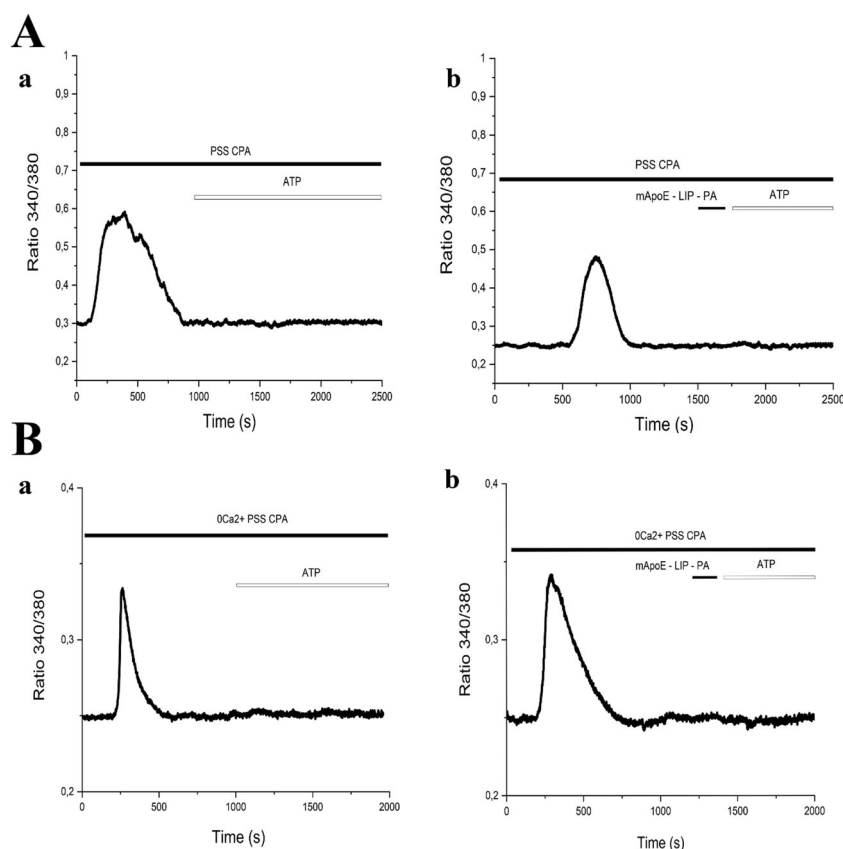 A
a
1
0,9
0,8
0,7
0,6
0,5
0,4
0,3
0,2
Ratio 340/380
PSS CPA
ATP
0 500 1000 1500 2000 2500
Time (s)
b
1
0,9
0,8
0,7
0,6
0,5
0,4
0,3
0,2
Ratio 340/380
PSS CPA
mApoE - LIP - PA ATP
0 500 1000 1500 2000 2500
Time (s)
B
a
0,4
0,3
0,2
Ratio 340/380
0Ca2+ PSS CPA
ATP
0 500 1000 1500 2000
Time (s)
b
0,4
0,3
0,2
Ratio 340/380
0Ca2+ PSS CPA
mApoE - LIP - PA ATP
0 500 1000 1500 2000
Time (s)